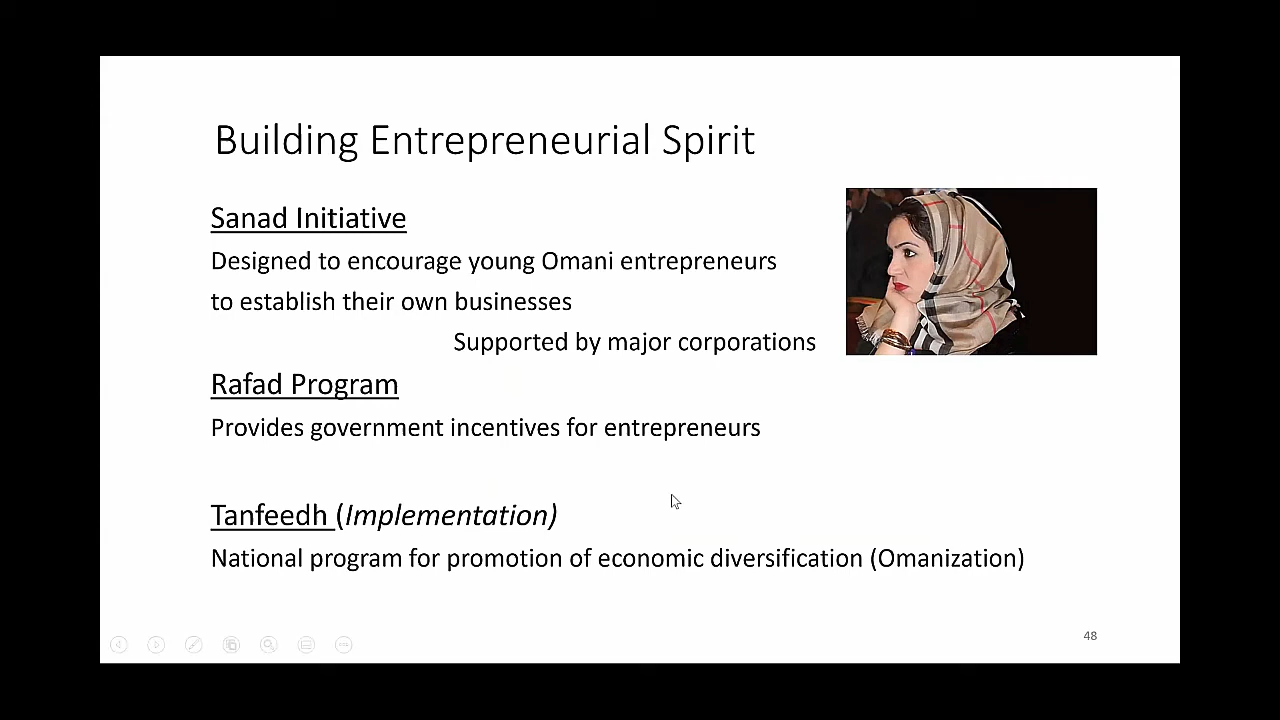 Building Entrepreneurial Spirit
Sanad Initiative
Designed to encourage young Omani entrepreneurs
to establish their own businesses
Supported by major corporations
Rafad Program
Provides government incentives for entrepreneurs
Tanfeedh (Implementation)
National program for promotion of economic diversification (Omanization)
48